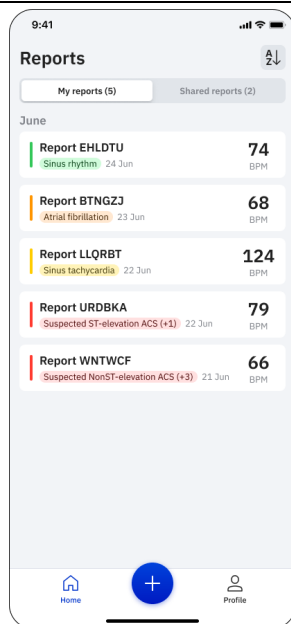 9:41
Reports
A
Z
My reports (5)
Shared reports (2)
June
Report EHLDTU
74
Sinus rhythm 24 Jun
BPM
Report BTNGZJ
68
Atrial fibrillation 23 Jun
BPM
Report LLQRBT
124
Sinus tachycardia 22 Jun
BPM
Report URDBKA
79
Suspected ST-elevation ACS (+1) 22 Jun
BPM
Report WNTWCF
66
Suspected NonST-elevation ACS (+3) 21 Jun
BPM
Home
Profile